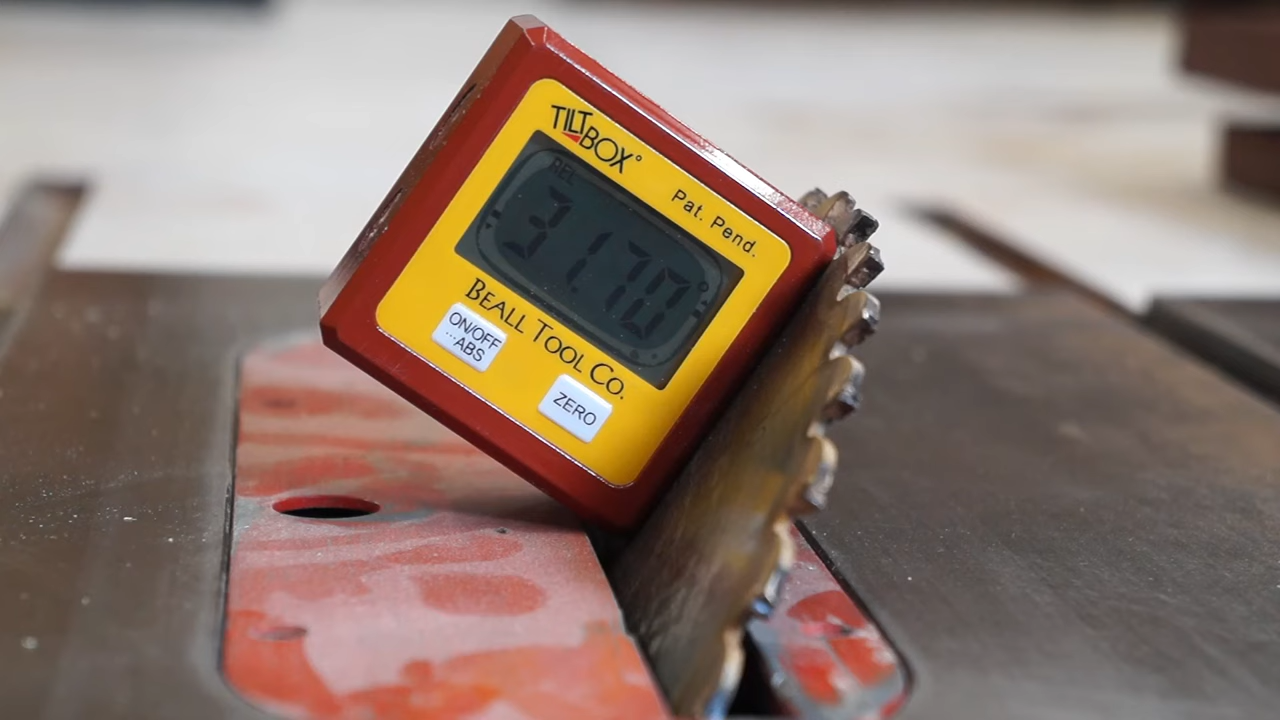 TILTBOX°
Pat. Pend.
REL
31.70°
BEALL TOOL CO.
ON/OFF
...ABS
ZERO